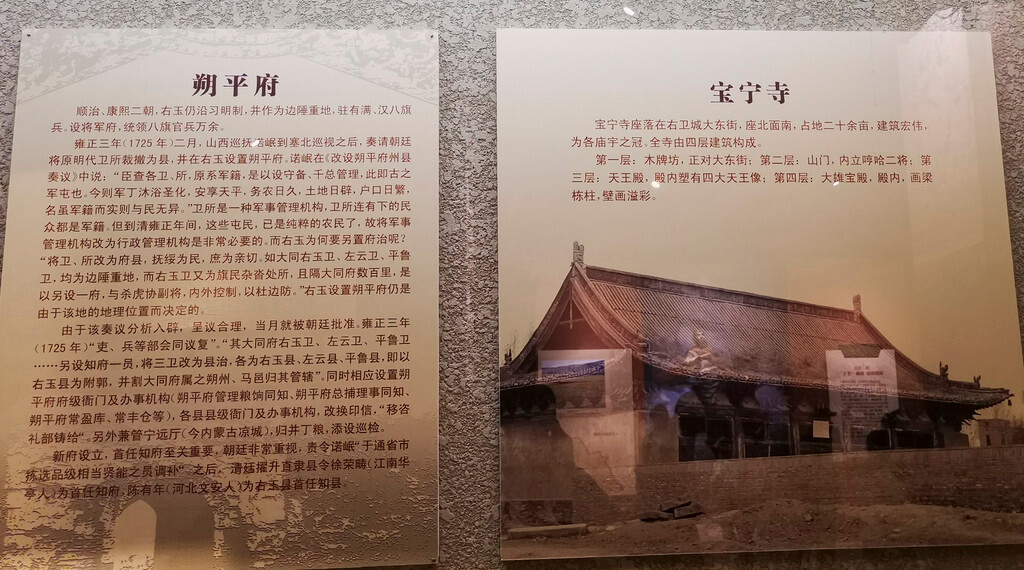 朔平府
顺治、康熙二朝，右玉仍沿习明制，并作为边陲重地，驻有满、汉八旗
兵。设将军府，统领八旗官兵万余。
雍正三年（1725年）二月，山西巡抚诺岷到塞北巡视之后，奏请朝廷
将原明代卫所裁撤为县，并在右玉设置朔平府。诺岷在《改设朔平府州县
奏议》中说：“臣查各卫、所，原系军籍，是以设守备、千总管理，此即古之
军屯也。今则军丁沐浴圣化，安享天平，务农日久，土地日辟，户口日繁，
名虽军籍而实则与民无异。”卫所是一种军事管理机构，卫所连有下的民
众都是军籍。但到清雍正年间，这些屯民，已是纯粹的农民了，故将军事
管理机构改为行政管理机构是非常必要的。而右玉为何要另置府治呢？
“将卫、所改为府县，抚绥为民，庶为亲切。如大同右玉卫、左云卫、平鲁
卫，均为边陲重地，而右玉卫又为旗民杂沓处所，且隔大同府数百里，是
以另设一府，与杀虎协副将，内外控制，以杜边防。”右玉设置朔平府仍是
由于该地的地理位置而决定的。
由于该奏议分析入辟，呈议合理，当月就被朝廷批准。雍正三年
（1725年）“吏、兵等部会同议复”。“其大同府右玉卫、左云卫、平鲁卫
……另设知府一员，将三卫改为县治，各为右玉县、左云县、平鲁县，即以
右玉县为附郭，并割大同府属之朔州、马邑归其管辖”。同时相应设置朔
平府府级衙门及办事机构（朔平府管理粮饷同知、朔平府总捕理事同知、
朔平府常盈库、常丰仓等），各县县级衙门及办事机构，改换印信，“移咨
礼部铸给”。另外兼管宁远厅（今内蒙古凉城），归并丁粮，添设巡检。
新府设立，首任知府至关重要，朝廷非常重视，责令诺岷“于通省市
拣选品级相当贤能之员调补”。之后，清廷擢升直隶县令徐荣畴（江南华
亭人）为首任知府，陈有年（河北文安人）为右玉县首任知县。
宝宁寺
宝宁寺座落在右卫城大东街，座北面南，占地二十余亩，建筑宏伟，
为各庙宇之冠。全寺由四层建筑构成。
第一层：木牌坊，正对大东街；第二层：山门，内立哼哈二将；第
三层：天王殿，殿内塑有四大天王像；第四层：大雄宝殿，殿内，画梁
栋柱，壁画溢彩。